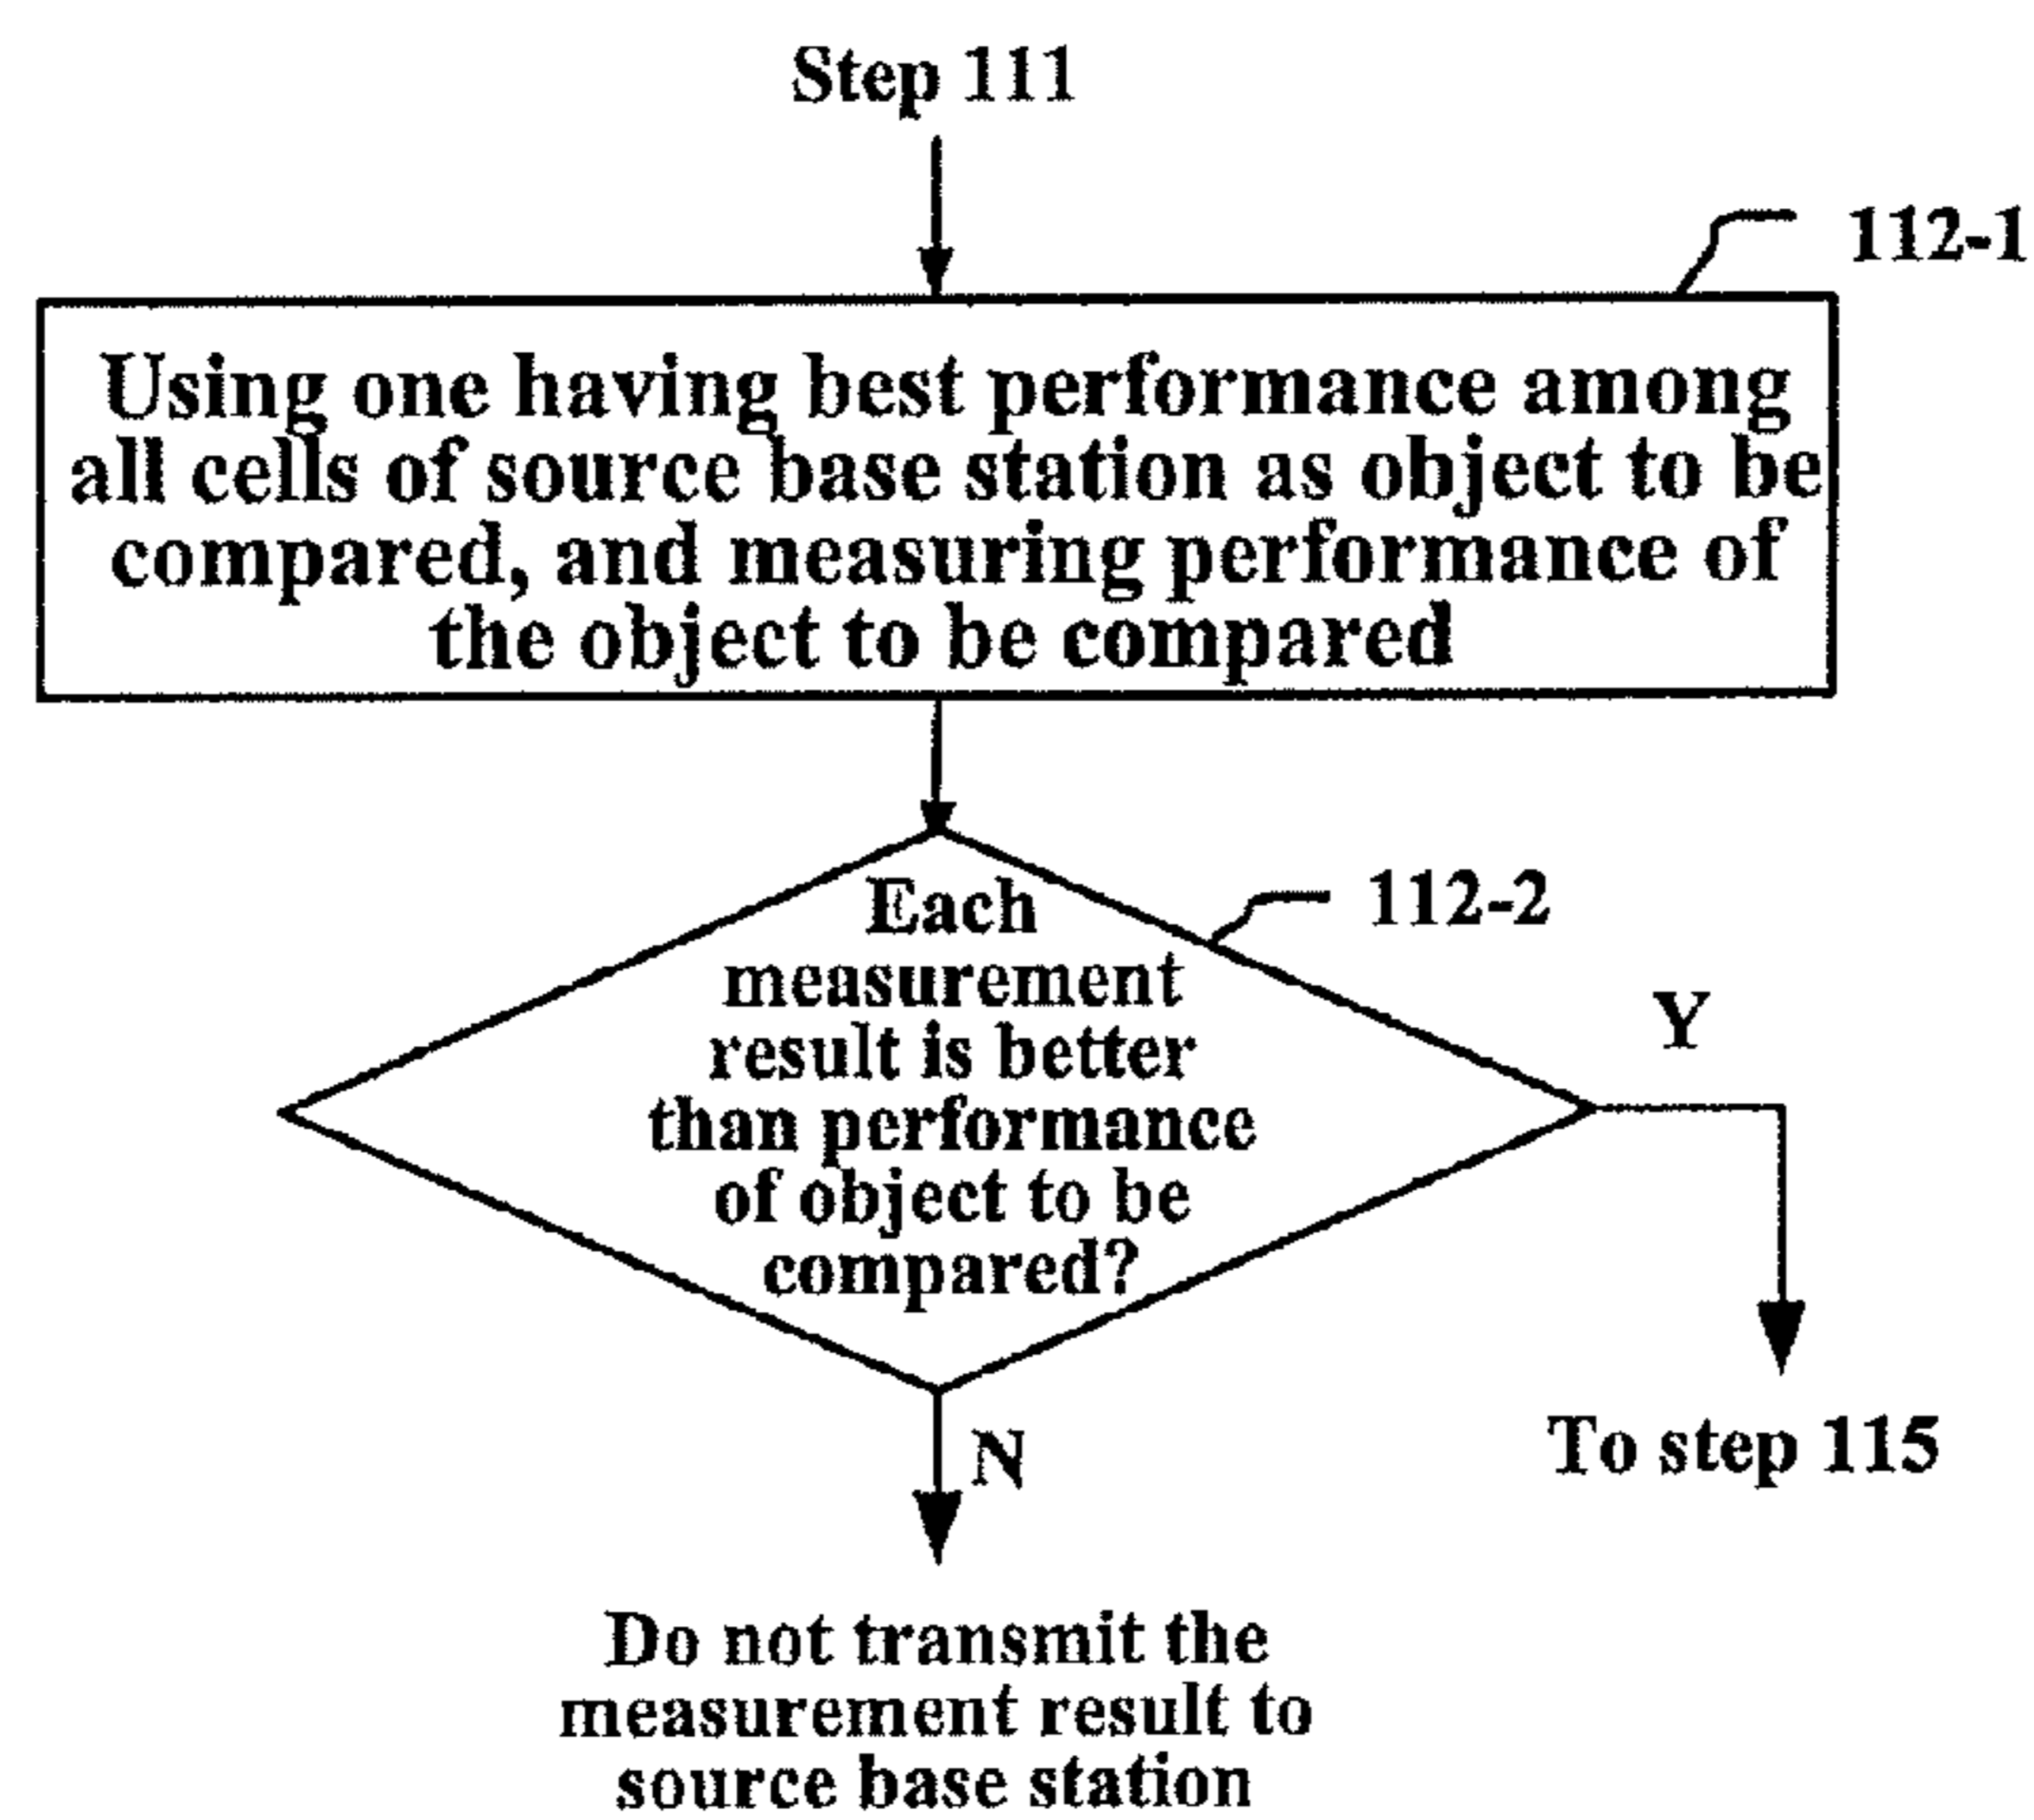 Step 111
112-1
Using one having best performance among
all cells of source base station as object to be
compared, and measuring performance of
the object to be compared
112-2
Each
measurement
result is better
than performance
of object to be
compared?
Y
To step 115
N
Do not transmit the
measurement result to
source base station